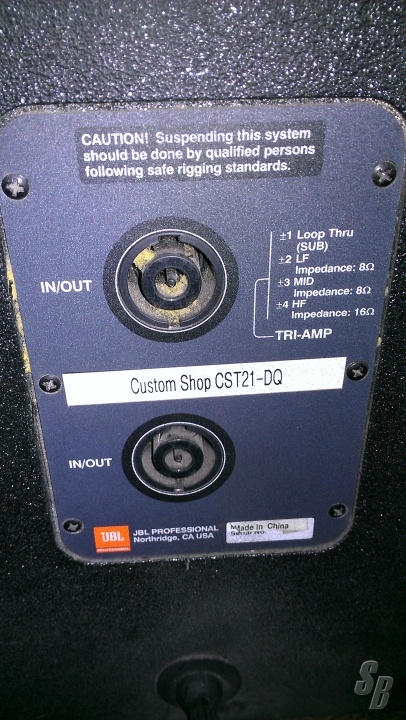 CAUTION! Suspending this system
should be done by qualified persons
following safe rigging standards.
IN/OUT
±1 Loop Thru
(SUB)
±2 LF
Impedance: 8Ω
±3 MID
Impedance: 8Ω
±4 HF
Impedance: 16Ω
TRI-AMP
Custom Shop CST21-DQ
IN/OUT
JBL
JBL PROFESSIONAL
Northridge, CA USA
Made in China
SB